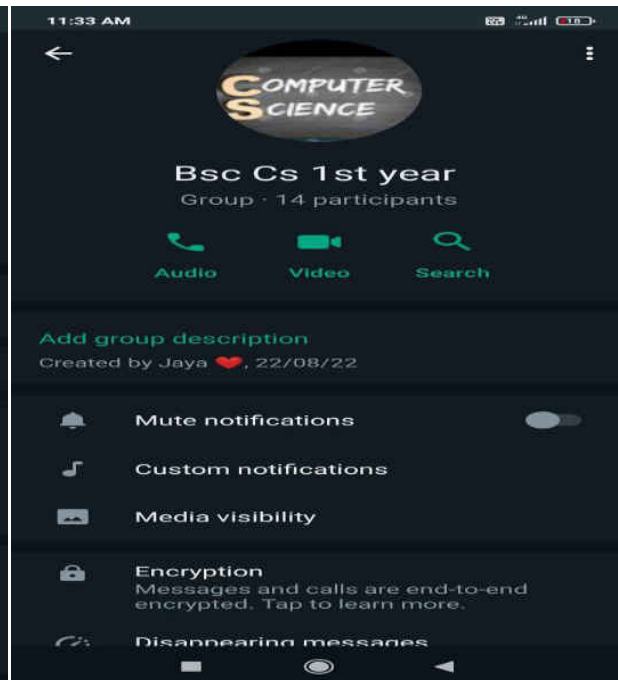 11:33 AM
4G
18
COMPUTER
SCIENCE
Bsc Cs 1st year
Group · 14 participants
Audio Video Search
Add group description
Created by Jaya ❤️, 22/08/22
Mute notifications
Custom notifications
Media visibility
Encryption
Messages and calls are end-to-end
encrypted. Tap to learn more.
Disappearing messages